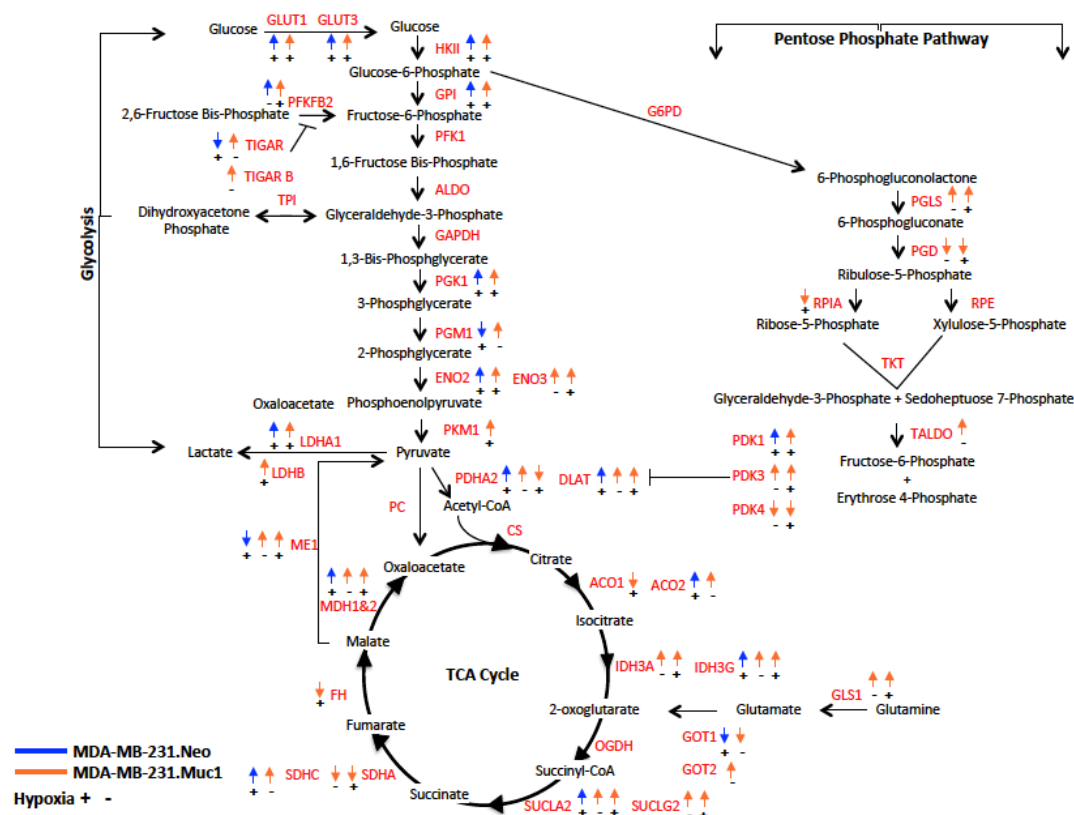 GLUT1 GLUT3
Glucose
Glucose
+ + + +
HKII
+ +
Glucose-6-Phosphate
GPI
+ +
PFKFB2
- +
2,6-Fructose Bis-Phosphate
Fructose-6-Phosphate
TIGAR
+ -
PFK1
TIGAR B
-
1,6-Fructose Bis-Phosphate
ALDO
TPI
Dihydroxyacetone
Phosphate
Glyceraldehyde-3-Phosphate
GAPDH
1,3-Bis-Phosphglycerate
PGK1
+ +
3-Phosphglycerate
PGM1
+ -
2-Phosphglycerate
ENO2
+ +
ENO3
- +
Phosphoenolpyruvate
Oxaloacetate
PKM1
+
Glycolysis
LDHA1
+ +
Lactate
Pyruvate
LDHB
+
PDHA2
+ - +
DLAT
+ - +
Acetyl-CoA
PC
CS
ME1
+ - +
Oxaloacetate
Citrate
MDH1&2
+ - +
ACO1
+
ACO2
+ -
Isocitrate
Malate
TCA Cycle
IDH3A
- +
IDH3G
+ - +
FH
+
2-oxoglutarate
Glutamate
GLS1
- +
Glutamine
Fumarate
OGDH
GOT1
+ -
GOT2
-
SDHC
+ -
SDHA
- +
Succinyl-CoA
Succinate
SUCLA2
+ - +
SUCLG2
- +
Pentose Phosphate Pathway
G6PD
6-Phosphogluconolactone
PGLS
- +
6-Phosphogluconate
PGD
- +
Ribulose-5-Phosphate
RPIA
+
RPE
Ribose-5-Phosphate
Xylulose-5-Phosphate
TKT
Glyceraldehyde-3-Phosphate + Sedoheptuose 7-Phosphate
TALDO
-
Fructose-6-Phosphate
+
Erythrose 4-Phosphate
PDK1
+ +
PDK3
- +
PDK4
- +
MDA-MB-231.Neo
MDA-MB-231.Muc1
Hypoxia + -